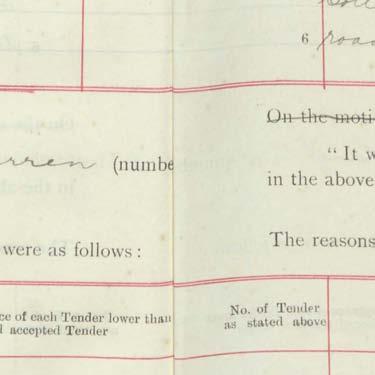 6 road
On the moti
rren (numbe
" It w
in the above
were as follows :
The reasons
ce of each Tender lower than
accepted Tender
No. of Tender
as stated above